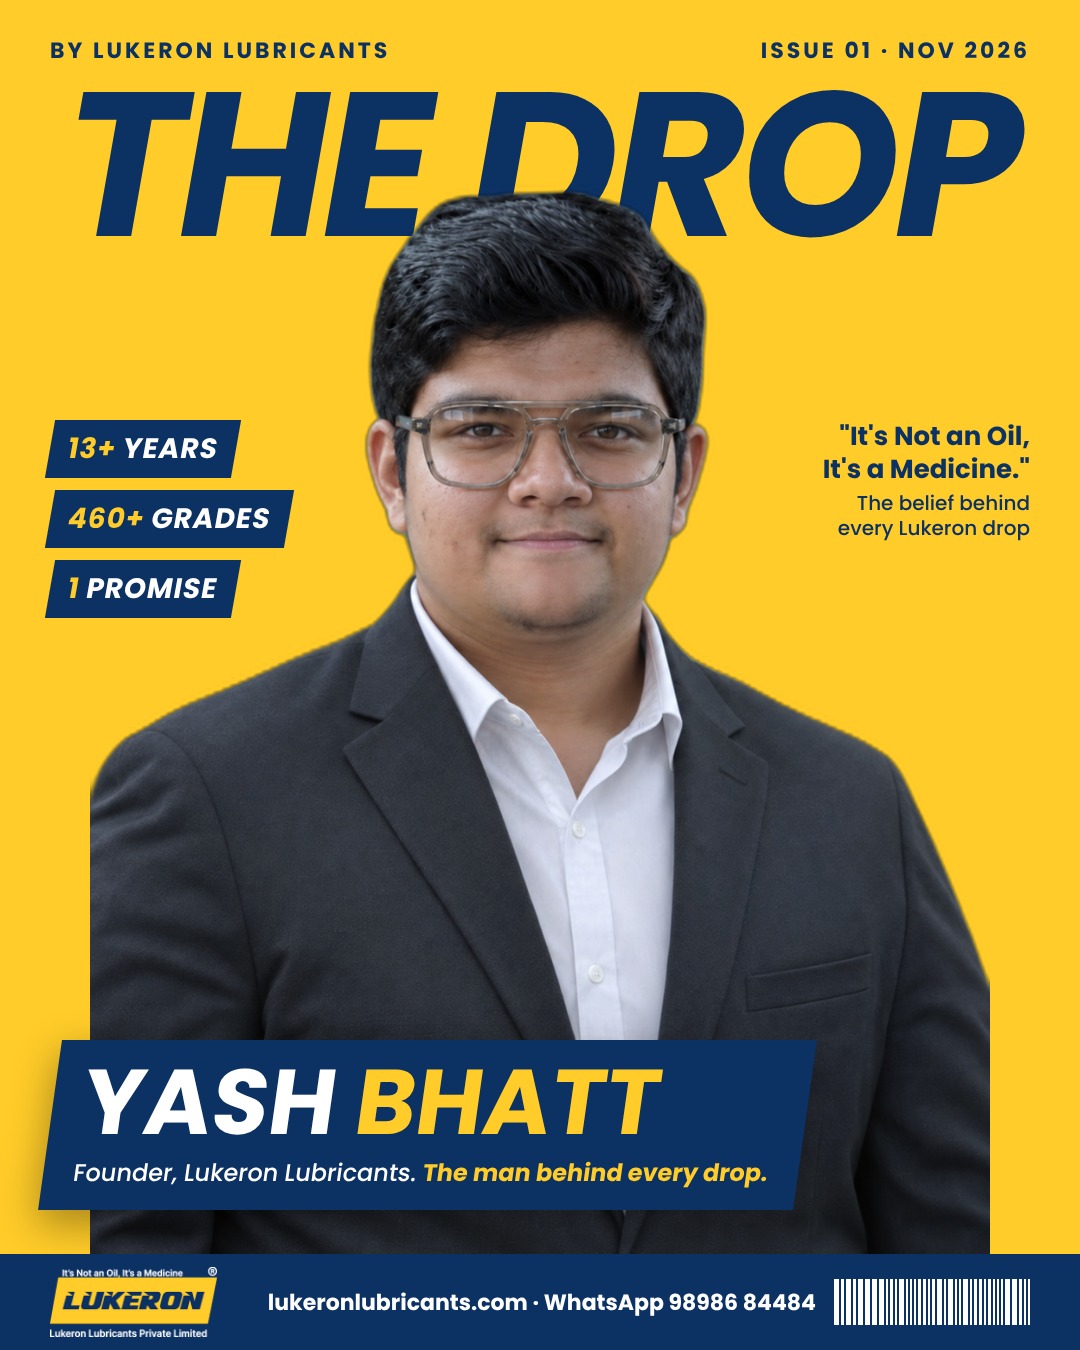 BY LUKERON LUBRICANTS
ISSUE 01 · NOV 2026
THE DROP
13+ YEARS
460+ GRADES
1 PROMISE
"It's Not an Oil,
It's a Medicine."
The belief behind
every Lukeron drop
YASH BHATT
Founder, Lukeron Lubricants. The man behind every drop.
It's Not an Oil, It's a Medicine ®
LUKERON
Lukeron Lubricants Private Limited
lukeronlubricants.com · WhatsApp 98986 84484